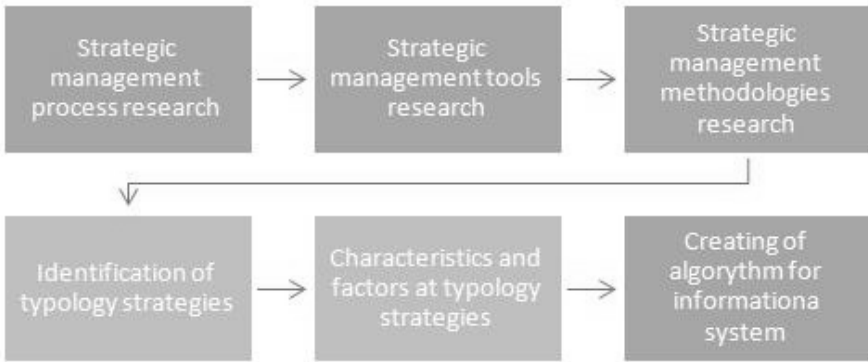 Strategic
management
process research
Strategic
management tools
research
Strategic
management
methodologies
research
Identification of
typology strategies
Characteristics and
factors at typology
strategies
Creating of
algorythm for
informationa
system